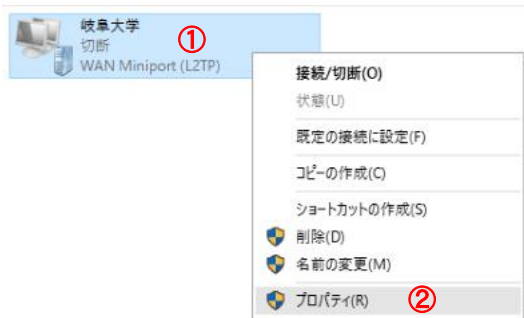 岐阜大学
切断
①
WAN Miniport (L2TP)
接続/切断(O)
状態(U)
既定の接続に設定(F)
コピーの作成(C)
ショートカットの作成(S)
削除(D)
名前の変更(M)
プロパティ(R)
②